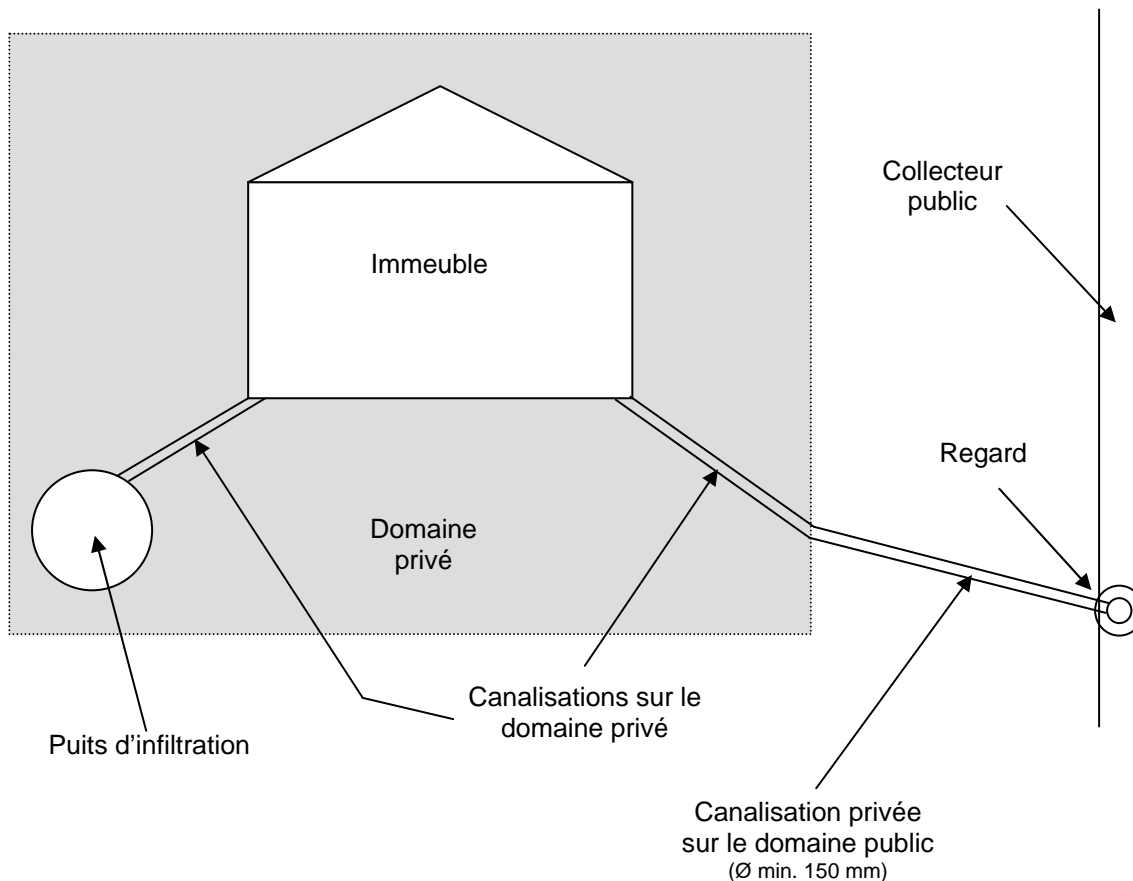 Collecteur
public
Immeuble
Regard
Domaine
privé
Canalisations sur le
domaine privé
Puits d’infiltration
Canalisation privée
sur le domaine public
(Ø min. 150 mm)